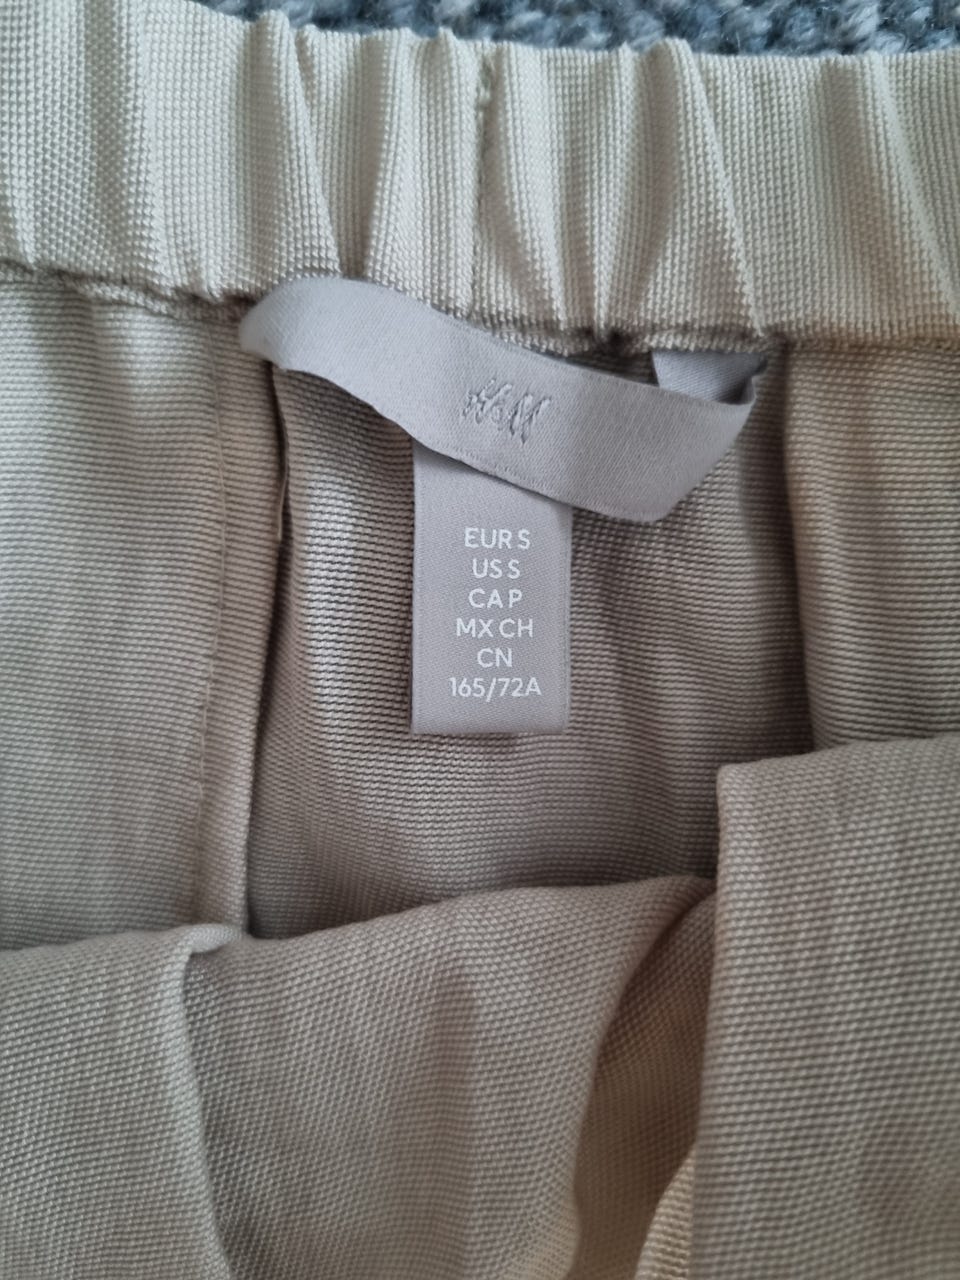 H&M
EUR S
US S
CA P
MX CH
CN
165/72A